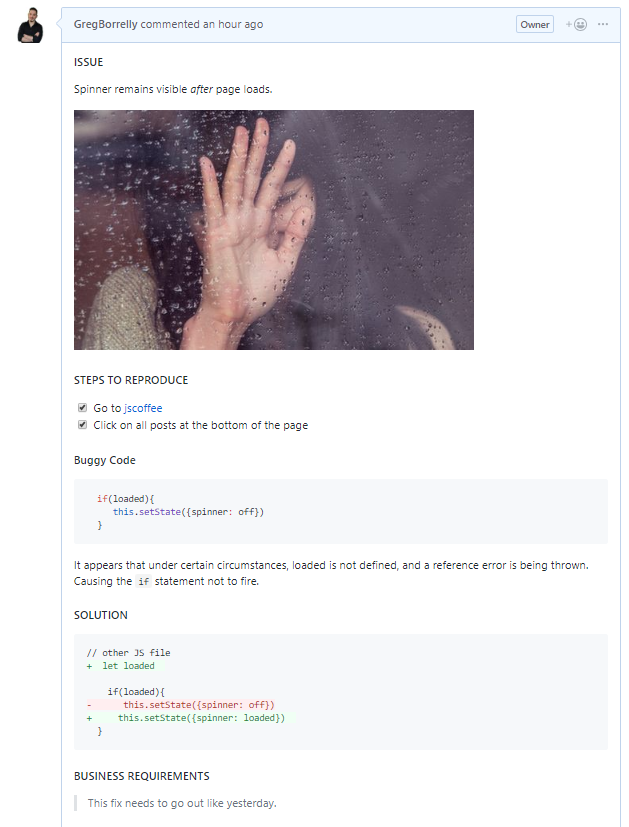 GregBorrelly commented an hour ago
Owner
ISSUE
Spinner remains visible after page loads.
STEPS TO REPRODUCE
Go to jscoffee
Click on all posts at the bottom of the page
Buggy Code
if(loaded){
this.setState({spinner: off})
}
It appears that under certain circumstances, loaded is not defined, and a reference error is being thrown.
Causing the if statement not to fire.
SOLUTION
// other JS file
+ let loaded
if(loaded){
- this.setState({spinner: off})
+ this.setState({spinner: loaded})
}
BUSINESS REQUIREMENTS
This fix needs to go out like yesterday.